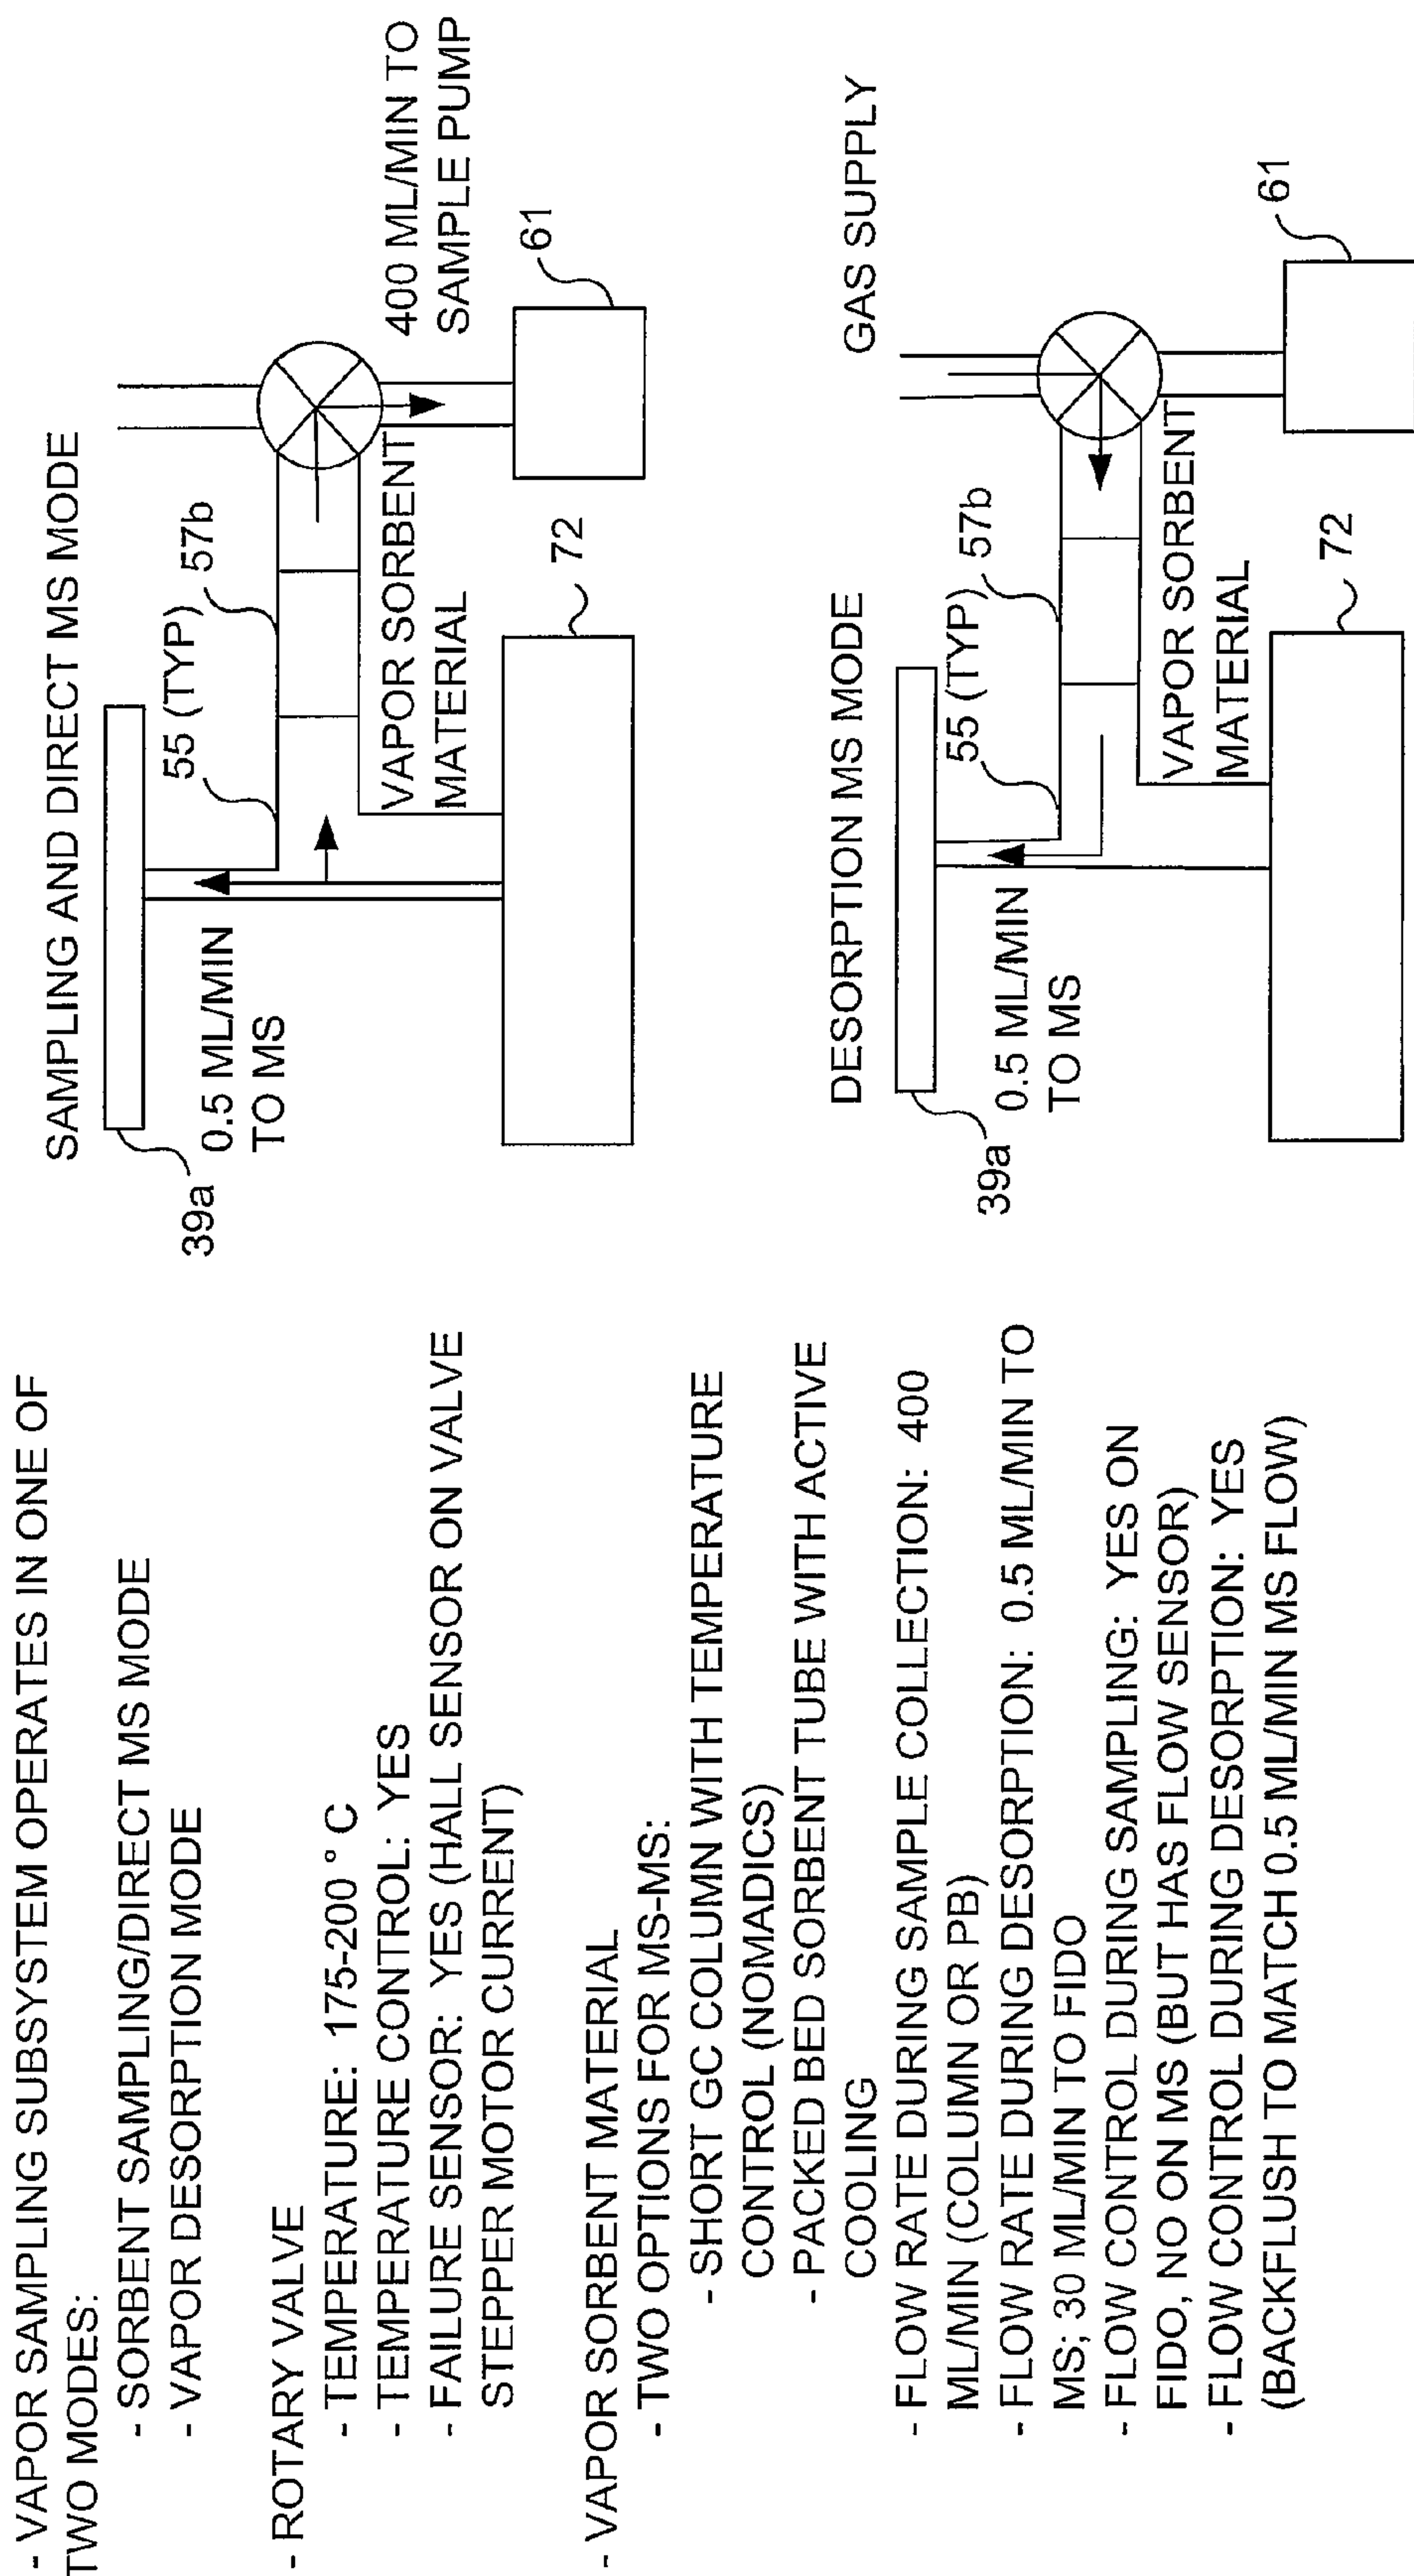 - VAPOR SAMPLING SUBSYSTEM OPERATES IN ONE OF
TWO MODES:
- SORBENT SAMPLING/DIRECT MS MODE
- VAPOR DESORPTION MODE
- ROTARY VALVE
- TEMPERATURE: 175-200 ° C
- TEMPERATURE CONTROL: YES
- FAILURE SENSOR: YES (HALL SENSOR ON VALVE
STEPPER MOTOR CURRENT)
- VAPOR SORBENT MATERIAL
- TWO OPTIONS FOR MS-MS:
- SHORT GC COLUMN WITH TEMPERATURE
CONTROL (NOMADICS)
- PACKED BED SORBENT TUBE WITH ACTIVE
COOLING
- FLOW RATE DURING SAMPLE COLLECTION: 400
ML/MIN (COLUMN OR PB)
- FLOW RATE DURING DESORPTION: 0.5 ML/MIN TO
MS; 30 ML/MIN TO FIDO
- FLOW CONTROL DURING SAMPLING: YES ON
FIDO, NO ON MS (BUT HAS FLOW SENSOR)
- FLOW CONTROL DURING DESORPTION: YES
(BACKFLUSH TO MATCH 0.5 ML/MIN MS FLOW)
SAMPLING AND DIRECT MS MODE
39a
0.5 ML/MIN
TO MS
55 (TYP)
57b
VAPOR SORBENT
MATERIAL
72
400 ML/MIN TO
SAMPLE PUMP
61
DESORPTION MS MODE
39a
0.5 ML/MIN
TO MS
55 (TYP)
57b
VAPOR SORBENT
MATERIAL
72
GAS SUPPLY
61